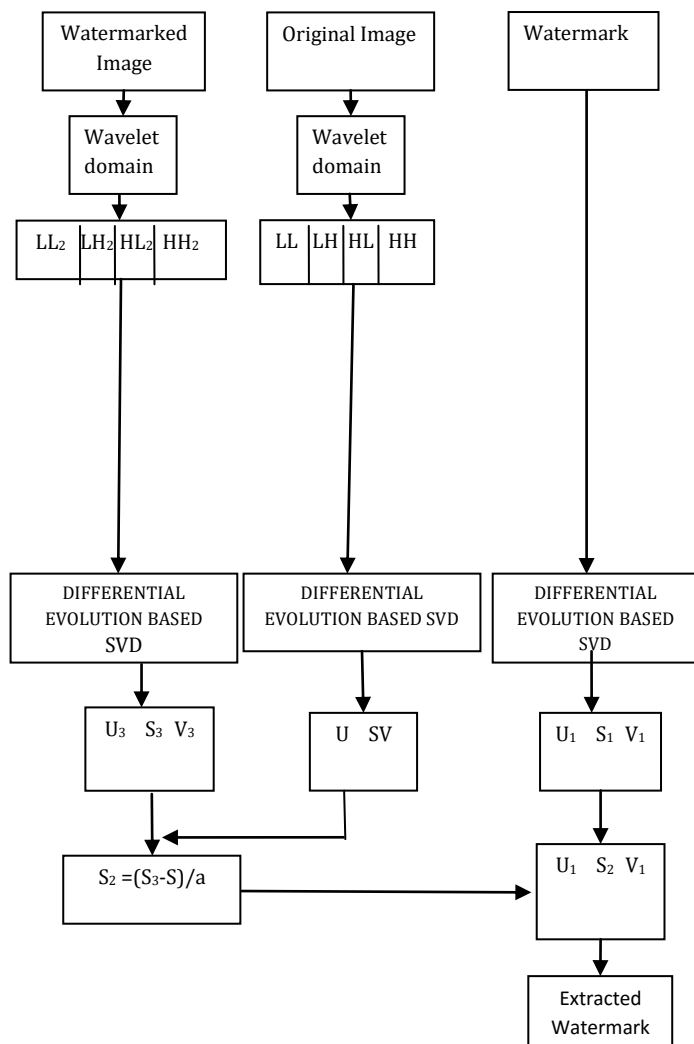 Watermarked
Image
Original Image
Watermark
Wavelet
domain
Wavelet
domain
LL₂ LH₂ HL₂ HH₂
LL LH HL HH
DIFFERENTIAL
EVOLUTION BASED
SVD
DIFFERENTIAL
EVOLUTION BASED SVD
DIFFERENTIAL
EVOLUTION BASED
SVD
U₃ S₃ V₃
U SV
U₁ S₁ V₁
S₂ =(S₃-S)/a
U₁ S₂ V₁
Extracted
Watermark